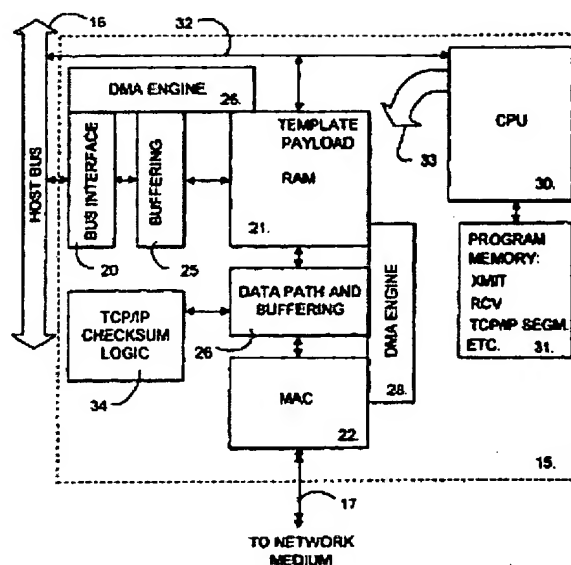 16
32
DMA ENGINE
26.
HOST BUS
BUS INTERFACE
20
BUFFERING
25
TEMPLATE
PAYLOAD
RAM
21.
33
CPU
30.
PROGRAM
MEMORY:
XMIT
RCV
TCP/IP SEGM.
ETC.
31.
TCP/IP
CHECKSUM
LOGIC
34
DATA PATH AND
BUFFERING
26
DMA ENGINE
28.
MAC
22.
15.
17
TO NETWORK
MEDIUM